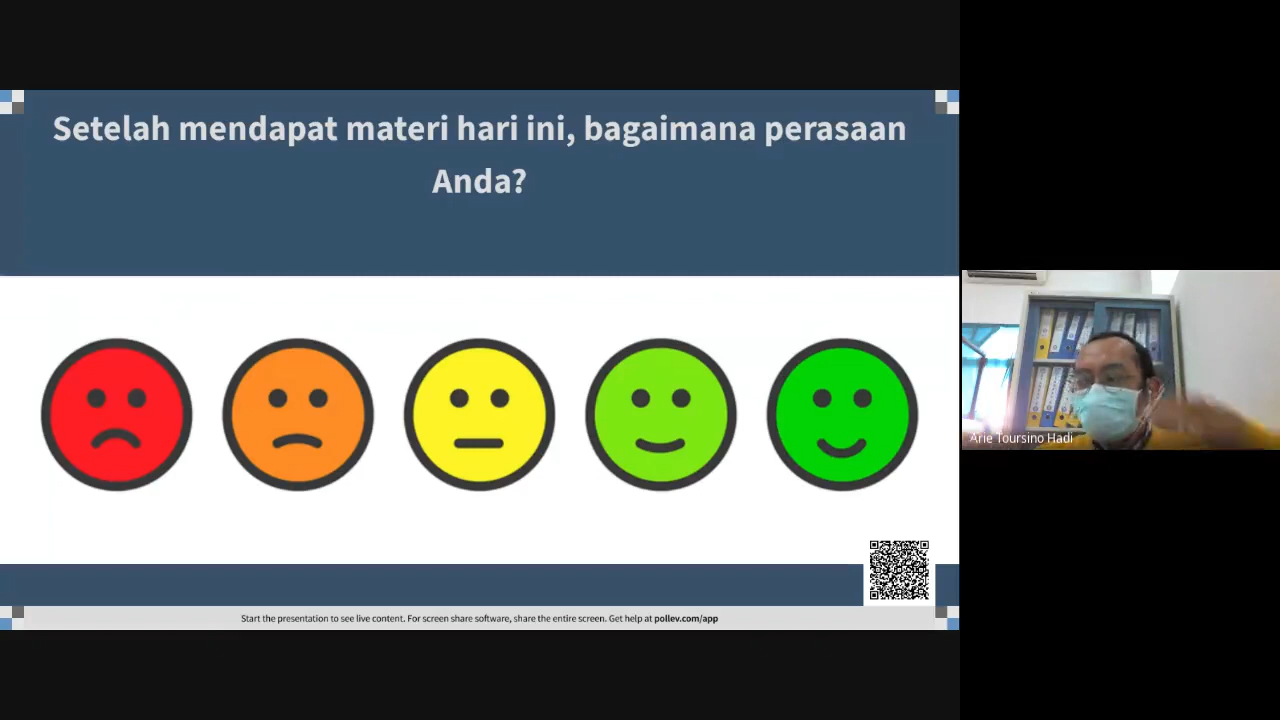 Setelah mendapat materi hari ini, bagaimana perasaan
Anda?
Arie Toursino Hadi
Start the presentation to see live content. For screen share software, share the entire screen. Get help at pollev.com/app